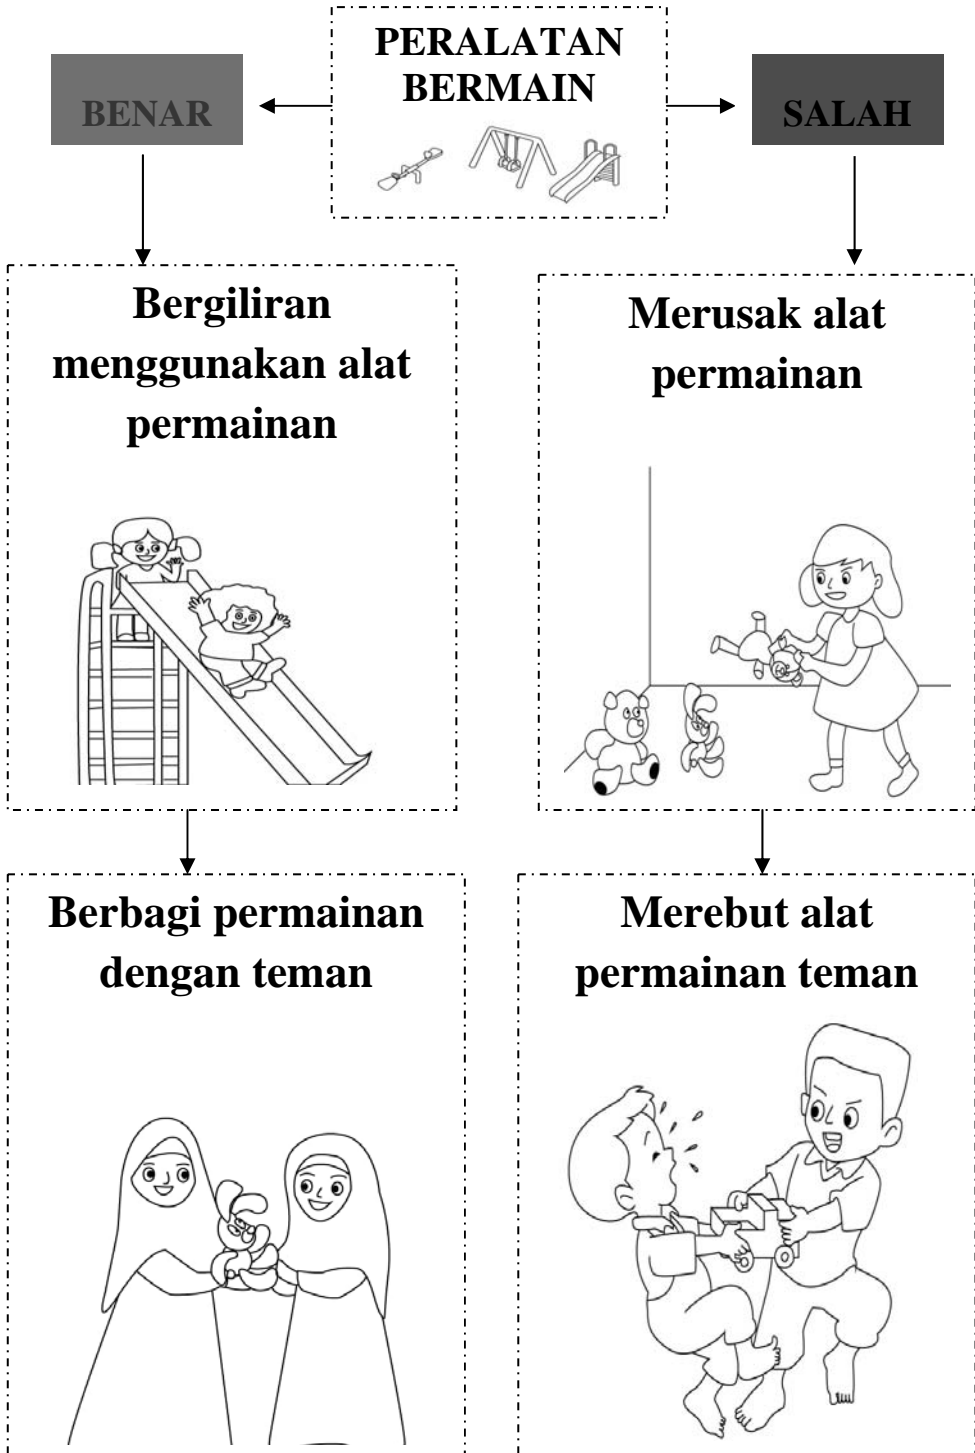 PERALATAN
BERMAIN
BENAR
SALAH
Bergiliran
menggunakan alat
permainan
Merusak alat
permainan
Berbagi permainan
dengan teman
Merebut alat
permainan teman